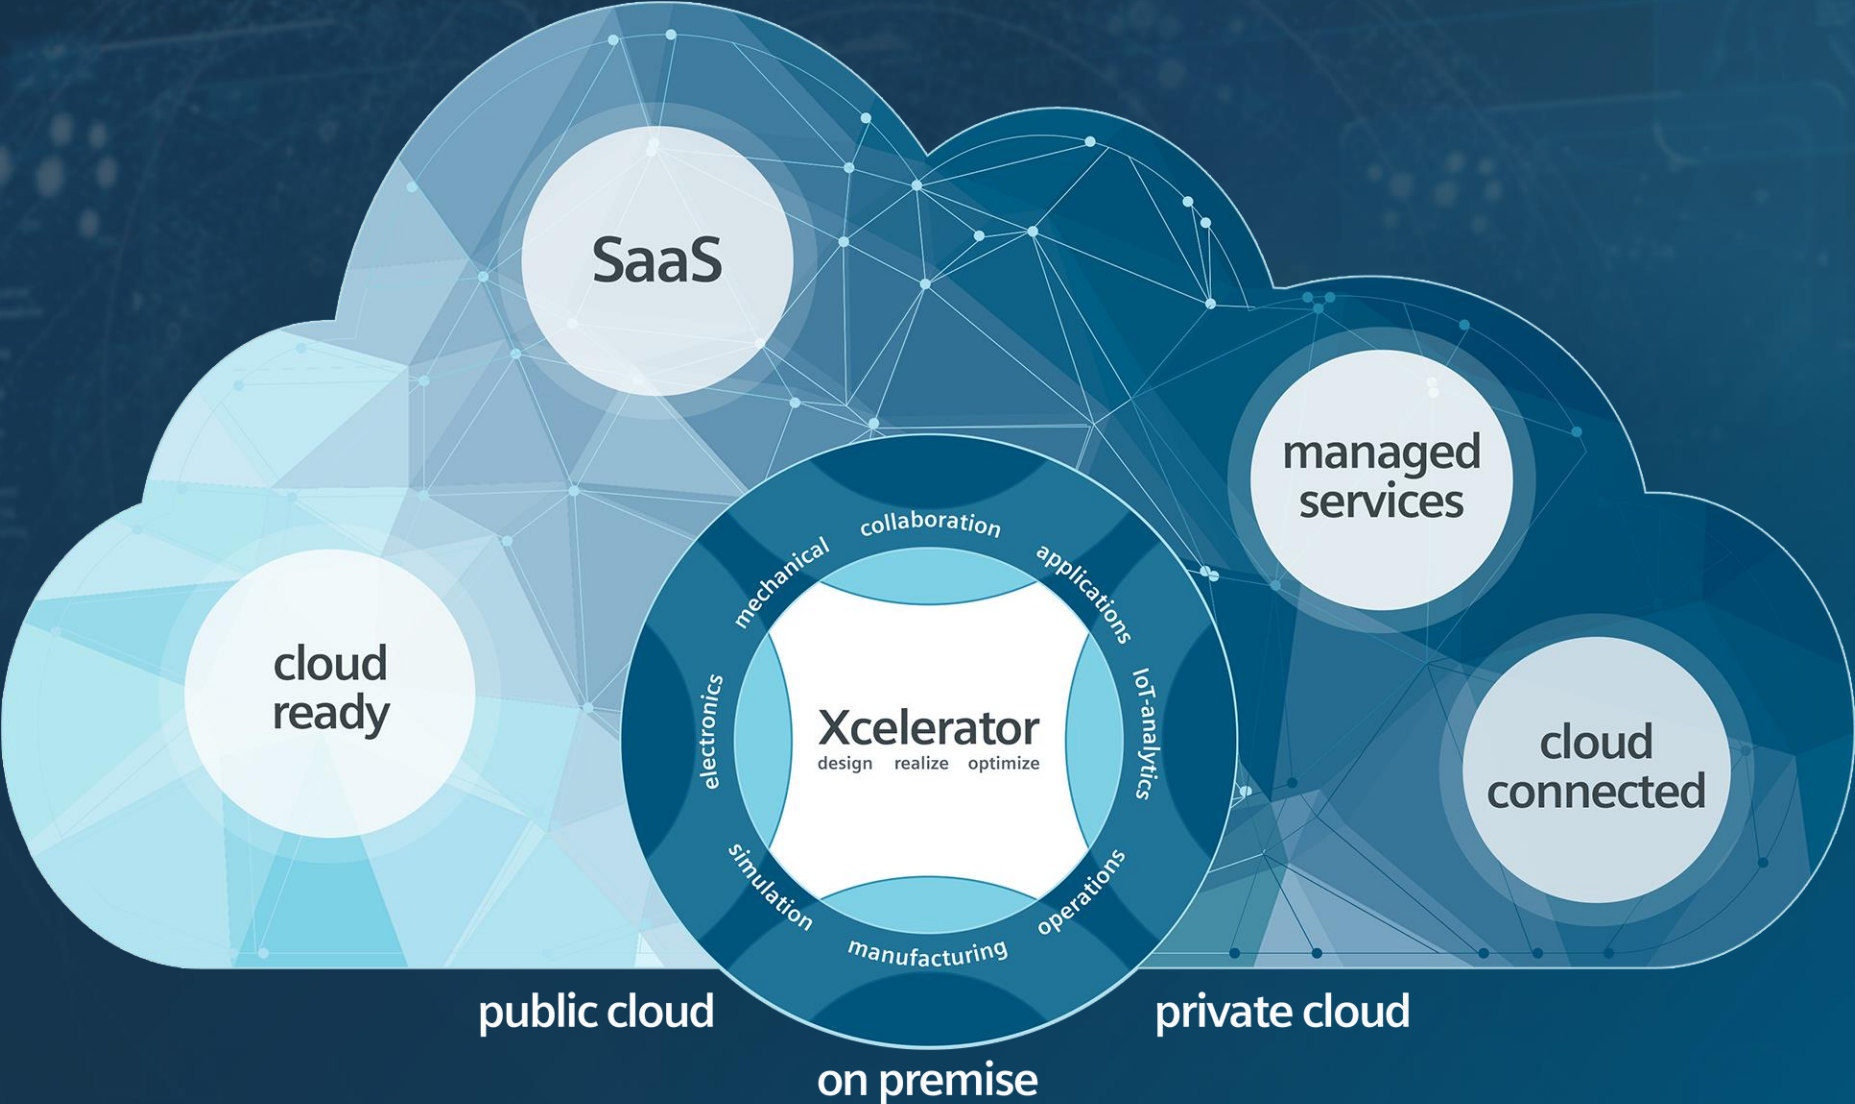 SaaS
managed
services
cloud
ready
cloud
connected
collaboration
mechanical
applications
electronics
IoT-analytics
simulation
operations
manufacturing
Xcelerator
design realize optimize
public cloud
private cloud
on premise